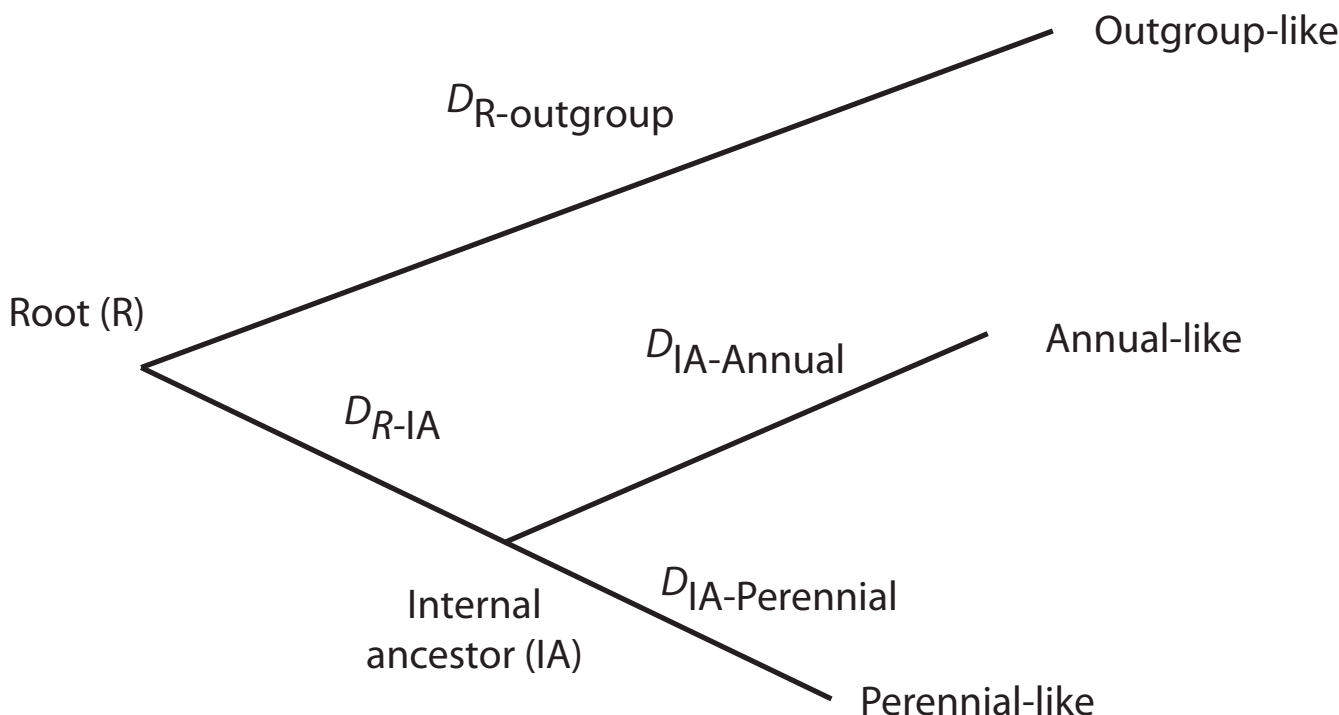 Outgroup-like
DR-outgroup
Root (R)
DIA-Annual
Annual-like
DR-IA
DIA-Perennial
Internal
ancestor (IA)
Perennial-like